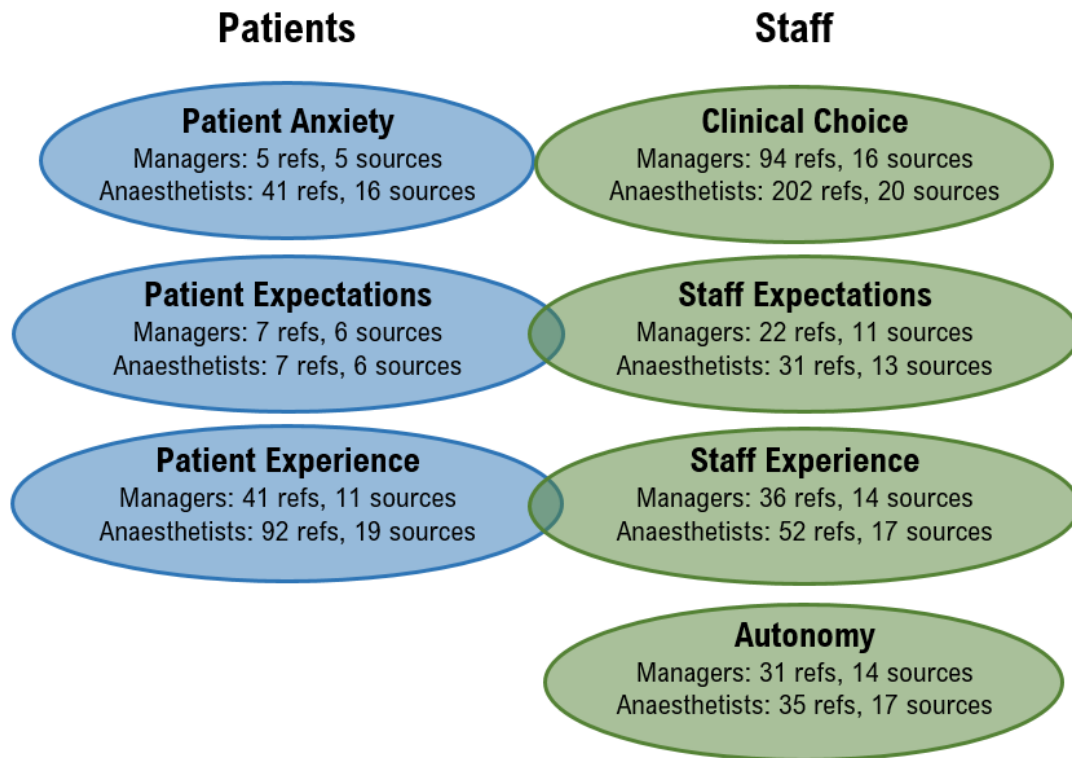 Patients
Staff
Patient Anxiety
Managers: 5 refs, 5 sources
Anaesthetists: 41 refs, 16 sources
Clinical Choice
Managers: 94 refs, 16 sources
Anaesthetists: 202 refs, 20 sources
Patient Expectations
Managers: 7 refs, 6 sources
Anaesthetists: 7 refs, 6 sources
Staff Expectations
Managers: 22 refs, 11 sources
Anaesthetists: 31 refs, 13 sources
Patient Experience
Managers: 41 refs, 11 sources
Anaesthetists: 92 refs, 19 sources
Staff Experience
Managers: 36 refs, 14 sources
Anaesthetists: 52 refs, 17 sources
Autonomy
Managers: 31 refs, 14 sources
Anaesthetists: 35 refs, 17 sources